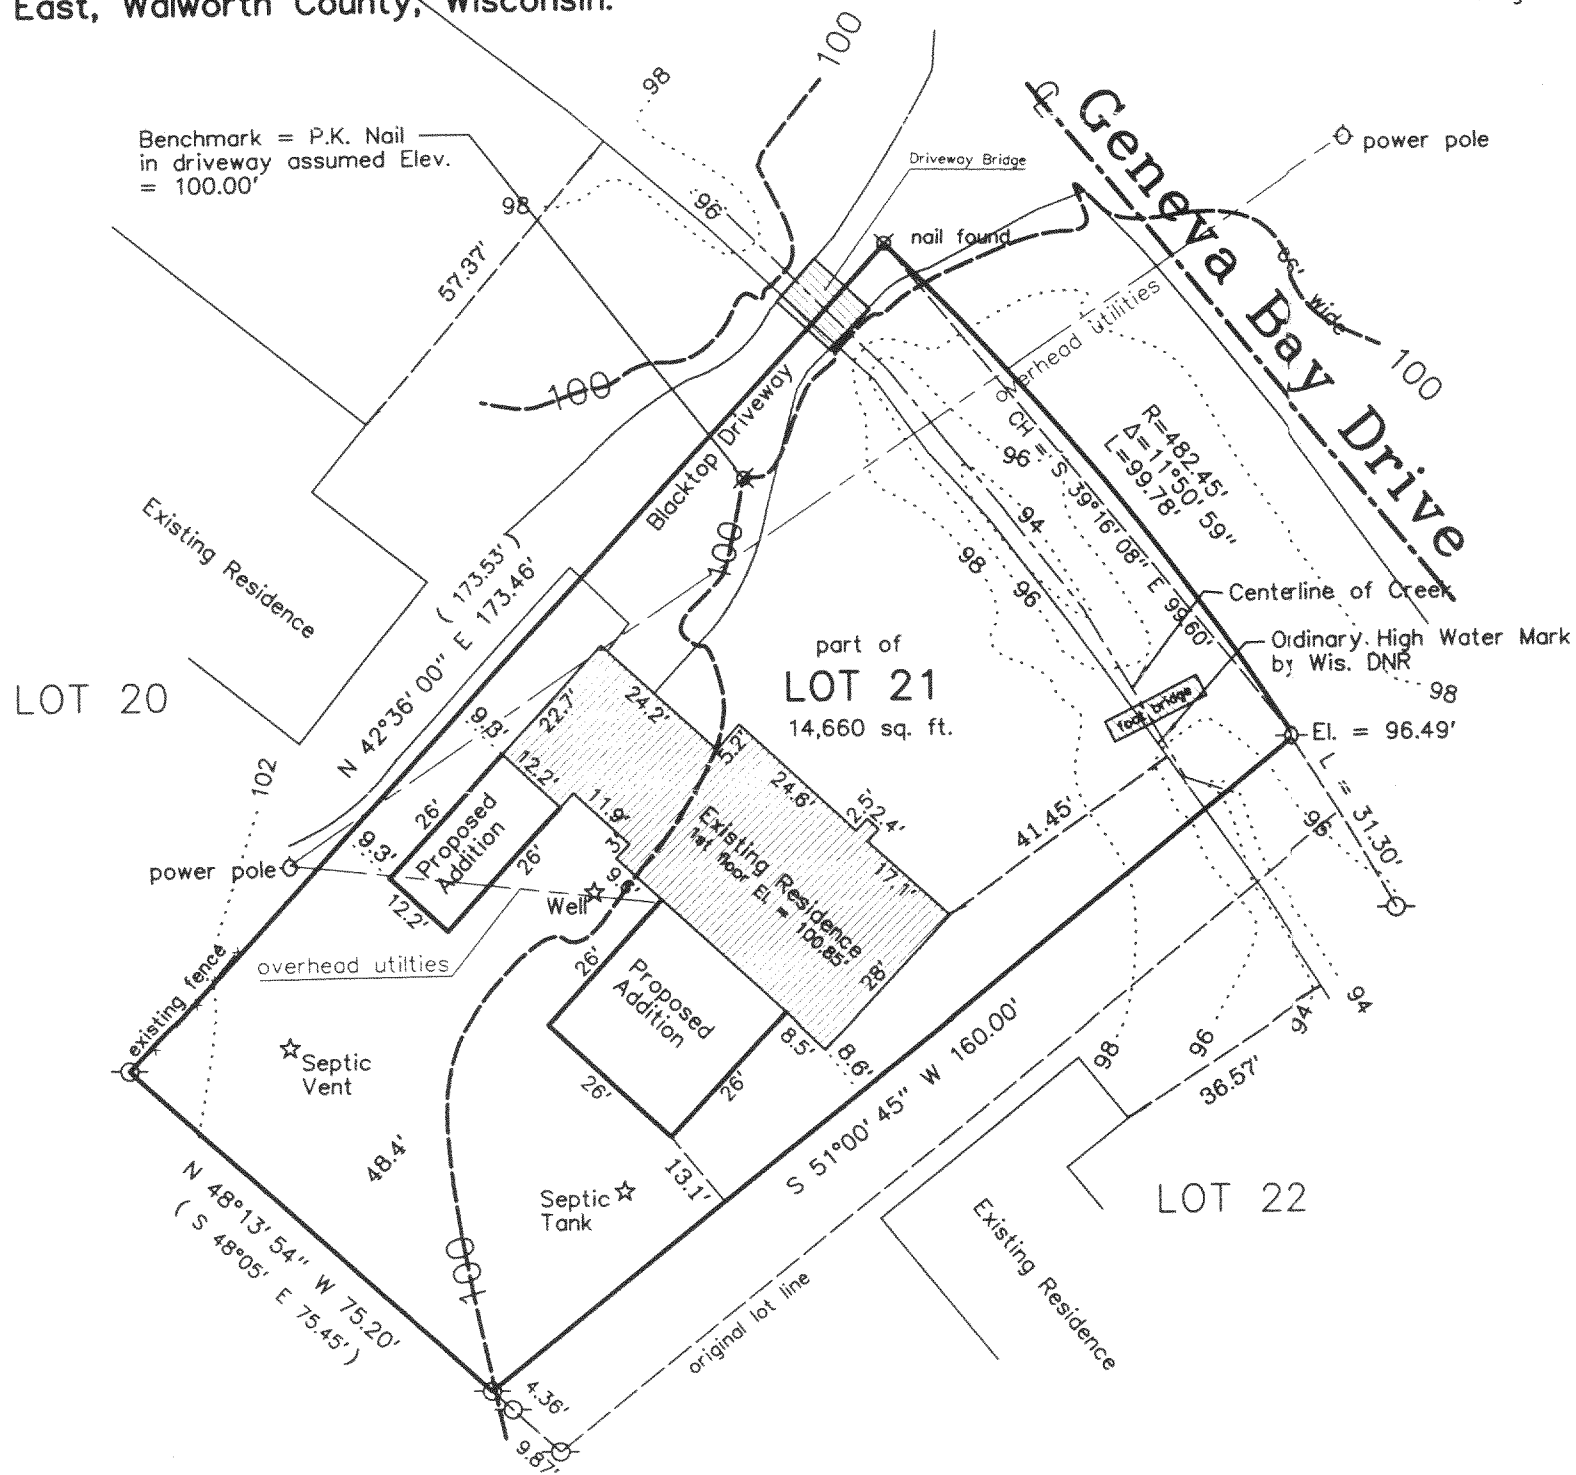 East, Walworth County, Wisconsin.
98
100
Benchmark = P.K. Nail
in driveway assumed Elev.
= 100.00'
Driveway Bridge
℄
Geneva Bay Drive
66' wide
power pole
98
96
57.37'
nail found
overhead utilities
100
100
Blacktop Driveway
R=482.45'
Δ=11°50' 59"
L=99.78'
CH = S 39°16' 08" E 99.60'
96
94
98
96
100
Existing Residence
( 173.53' )
N 42°36' 00" E 173.46'
Centerline of Creek
Ordinary High Water Mark
by Wis. DNR
98
part of
LOT 21
14,660 sq. ft.
LOT 20
foot bridge
El. = 96.49'
L = 31.30'
96
102
9.3'
22.7'
24.2'
5.2'
24.6'
2.5'
2.4'
17.1'
12.2'
11.9'
3'
9.6'
26'
Proposed
Addition
26'
9.3'
12.2'
power pole
Well
Existing Residence
1st floor El. = 100.85'
28'
41.45'
overhead utilties
26'
Proposed
Addition
8.5'
8.6'
26'
26'
13.1'
existing fence
Septic
Vent
48.4'
Septic
Tank
S 51°00' 45" W 160.00'
98
96
94
94
36.57'
LOT 22
Existing Residence
N 48°13' 54" W 75.20'
( S 48°05' E 75.45' )
100
original lot line
4.36'
9.87'